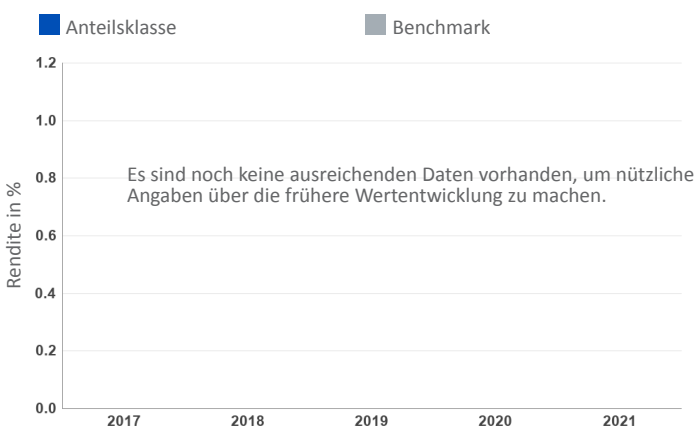 Anteilsklasse Benchmark
1.2
1.0
Es sind noch keine ausreichenden Daten vorhanden, um nützliche
0.8
Angaben über die frühere Wertentwicklung zu machen.
Rendite in %
0.6
0.4
0.2
0.0
2017 2018 2019 2020 2021